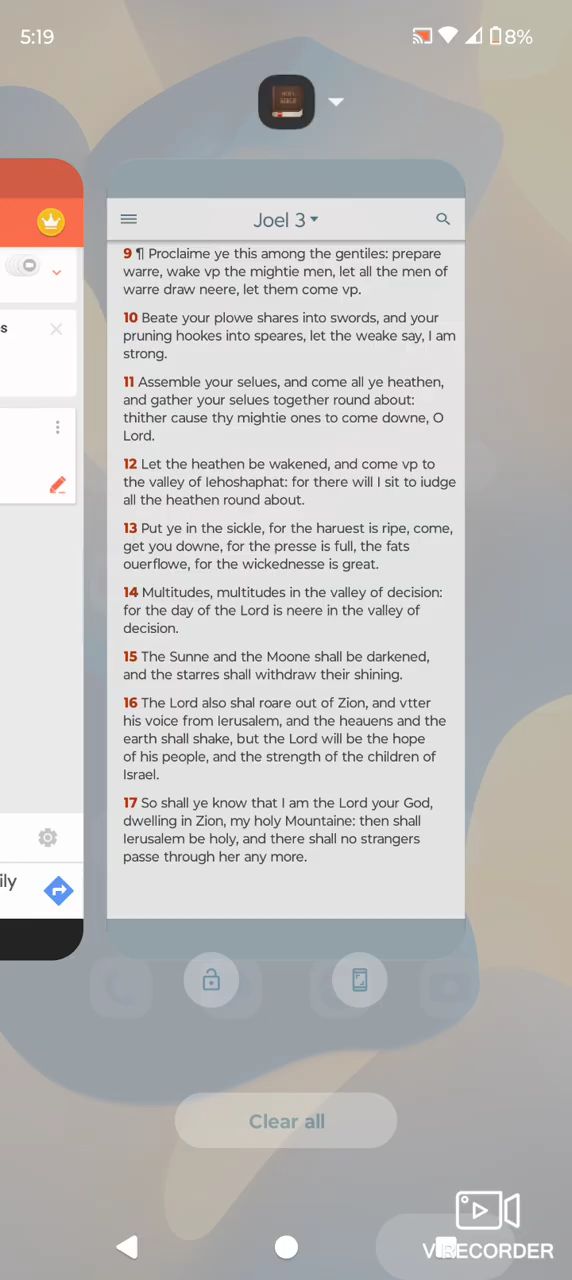 5:19
8%
HOLY
BIBLE
Joel 3
9 ¶ Proclaime ye this among the gentiles: prepare
warre, wake vp the mightie men, let all the men of
warre draw neere, let them come vp.
10 Beate your plowe shares into swords, and your
pruning hookes into speares, let the weake say, I am
strong.
11 Assemble your selues, and come all ye heathen,
and gather your selues together round about:
thither cause thy mightie ones to come downe, O
Lord.
12 Let the heathen be wakened, and come vp to
the valley of Iehoshaphat: for there will I sit to iudge
all the heathen round about.
13 Put ye in the sickle, for the haruest is ripe, come,
get you downe, for the presse is full, the fats
ouerflowe, for the wickednesse is great.
14 Multitudes, multitudes in the valley of decision:
for the day of the Lord is neere in the valley of
decision.
15 The Sunne and the Moone shall be darkened,
and the starres shall withdraw their shining.
16 The Lord also shal roare out of Zion, and vtter
his voice from Ierusalem, and the heauens and the
earth shall shake, but the Lord will be the hope
of his people, and the strength of the children of
Israel.
17 So shall ye know that I am the Lord your God,
dwelling in Zion, my holy Mountaine: then shall
Ierusalem be holy, and there shall no strangers
passe through her any more.
s
ily
Clear all
VRECORDER